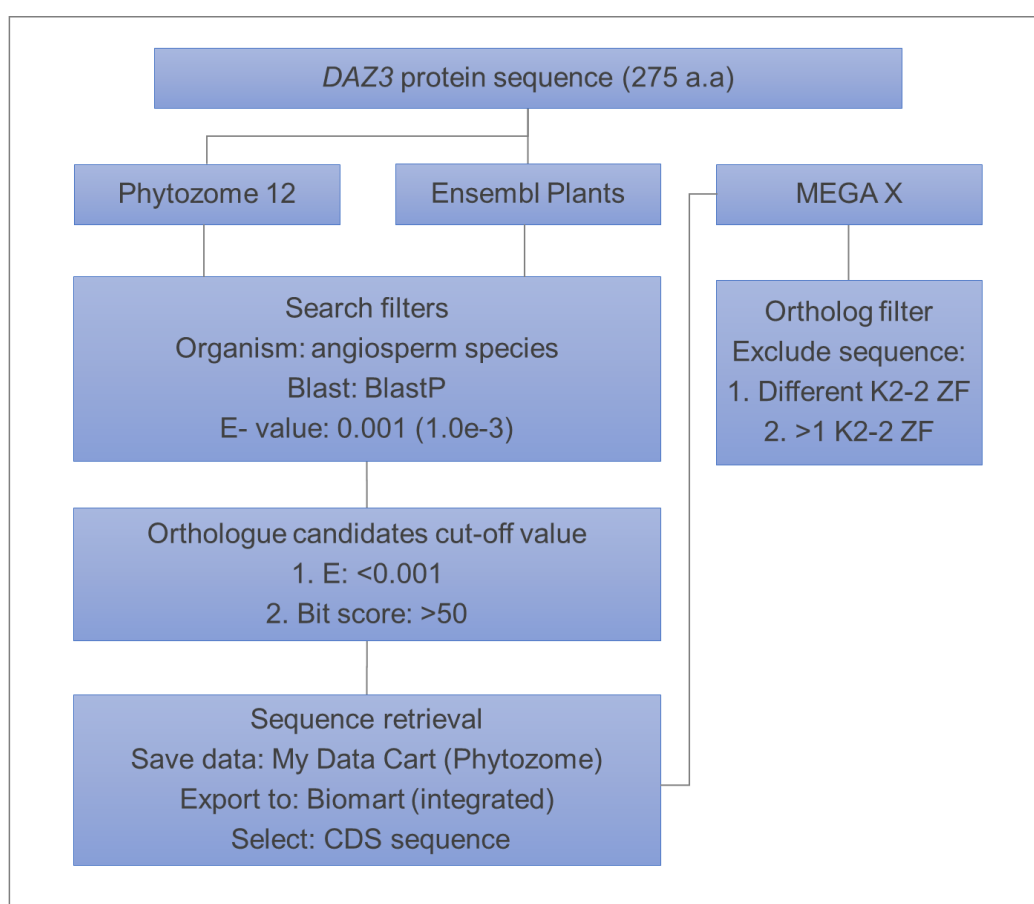 DAZ3 protein sequence (275 a.a)
Phytozome 12
Ensembl Plants
Search filters
Organism: angiosperm species
Blast: BlastP
E- value: 0.001 (1.0e-3)
Orthologue candidates cut-off value
1. E: <0.001
2. Bit score: >50
Sequence retrieval
Save data: My Data Cart (Phytozome)
Export to: Biomart (integrated)
Select: CDS sequence
MEGA X
Ortholog filter
Exclude sequence:
1. Different K2-2 ZF
2. >1 K2-2 ZF